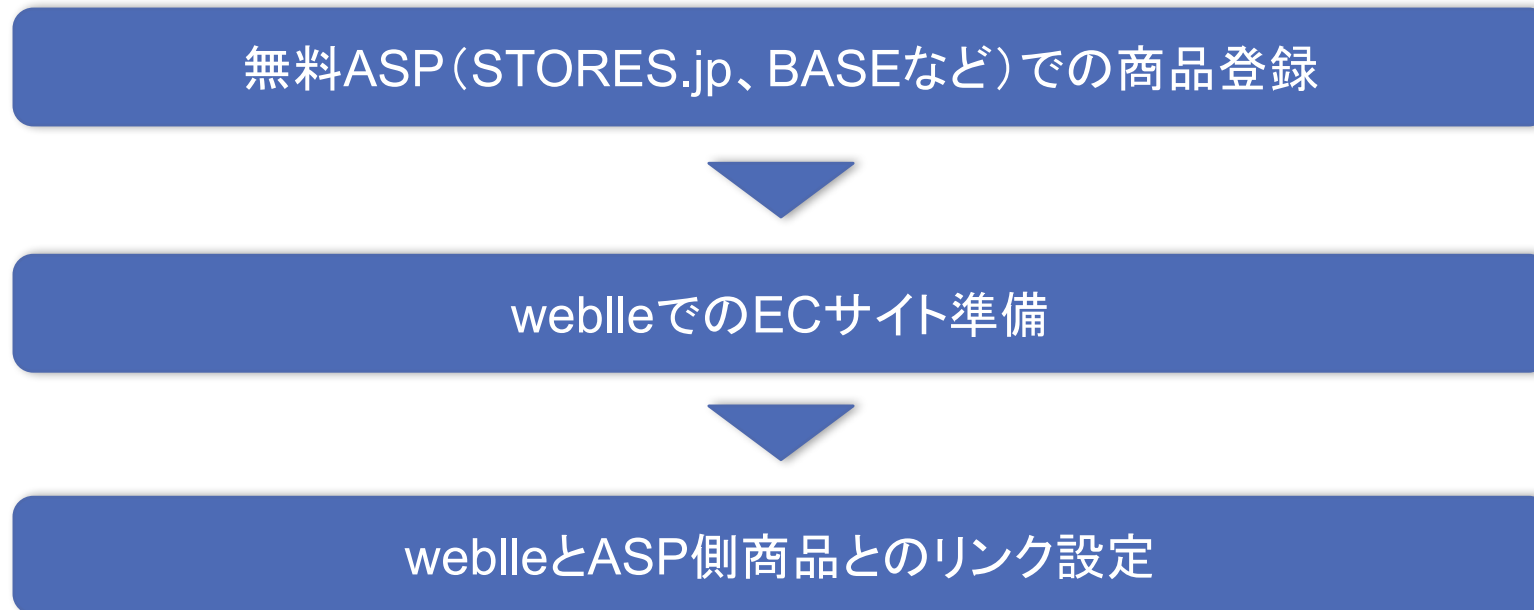 無料ASP（STORES.jp、BASEなど）での商品登録
weblleでのECサイト準備
weblleとASP側商品とのリンク設定